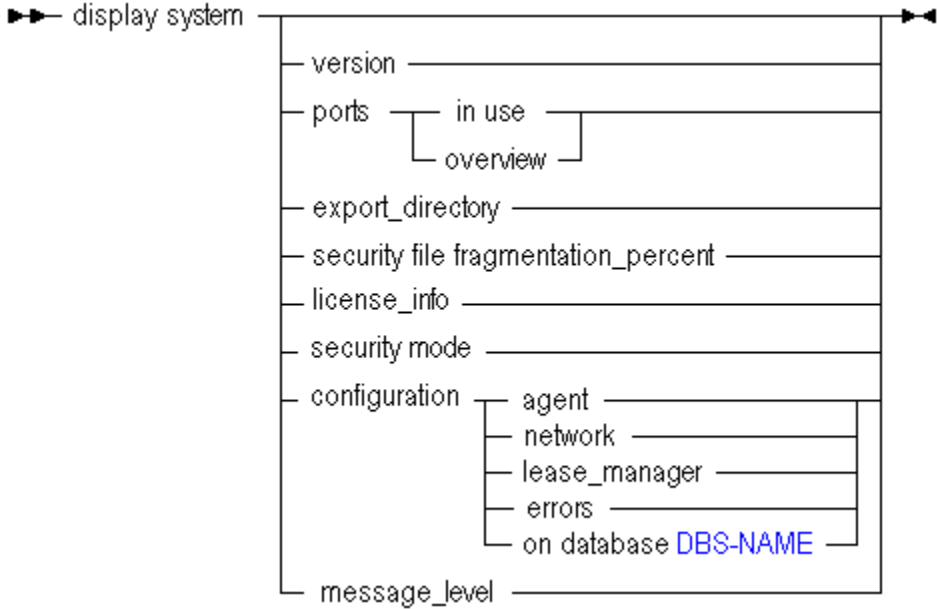 display system
version
ports in use
overview
export_directory
security file fragmentation_percent
license_info
security mode
configuration agent
network
lease_manager
errors
on database DBS-NAME
message_level